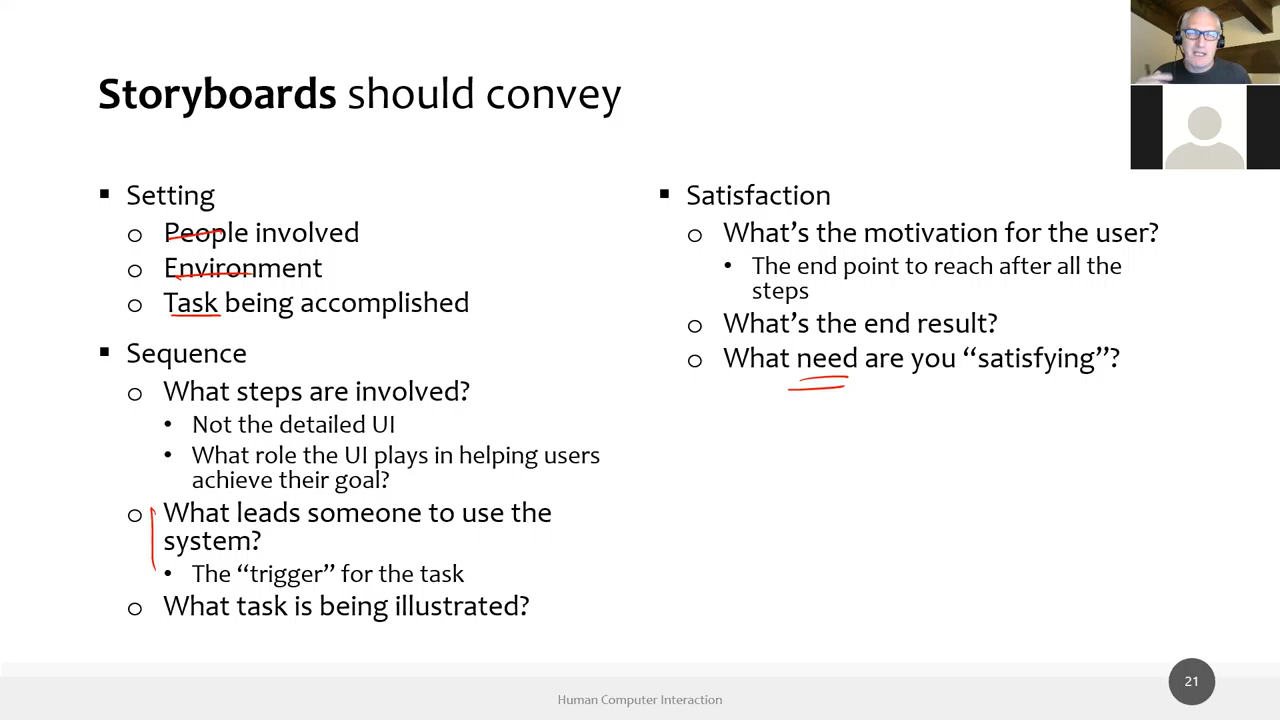 Storyboards should convey
Setting
People involved
Environment
Task being accomplished
Sequence
What steps are involved?
Not the detailed UI
What role the UI plays in helping users
achieve their goal?
What leads someone to use the
system?
The “trigger” for the task
What task is being illustrated?
Satisfaction
What’s the motivation for the user?
The end point to reach after all the
steps
What’s the end result?
What need are you “satisfying”?
Human Computer Interaction
21